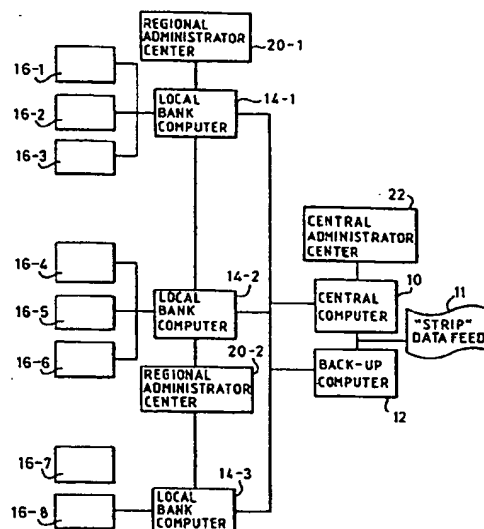 REGIONAL
ADMINISTRATOR
CENTER
20-1
16-1
16-2
16-3
LOCAL
BANK
COMPUTER
14-1
22
CENTRAL
ADMINISTRATOR
CENTER
16-4
16-5
16-6
LOCAL
BANK
COMPUTER
14-2
10
CENTRAL
COMPUTER
11
"STRIP"
DATA FEED
20-2
REGIONAL
ADMINISTRATOR
CENTER
BACK-UP
COMPUTER
12
16-7
16-8
14-3
LOCAL
BANK
COMPUTER